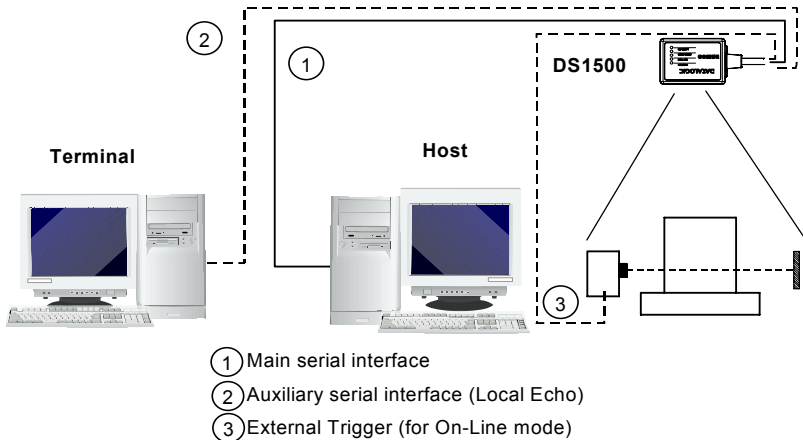 2
1
DS1500
DATALOGIC
Terminal
Host
3
1 Main serial interface
2 Auxiliary serial interface (Local Echo)
3 External Trigger (for On-Line mode)